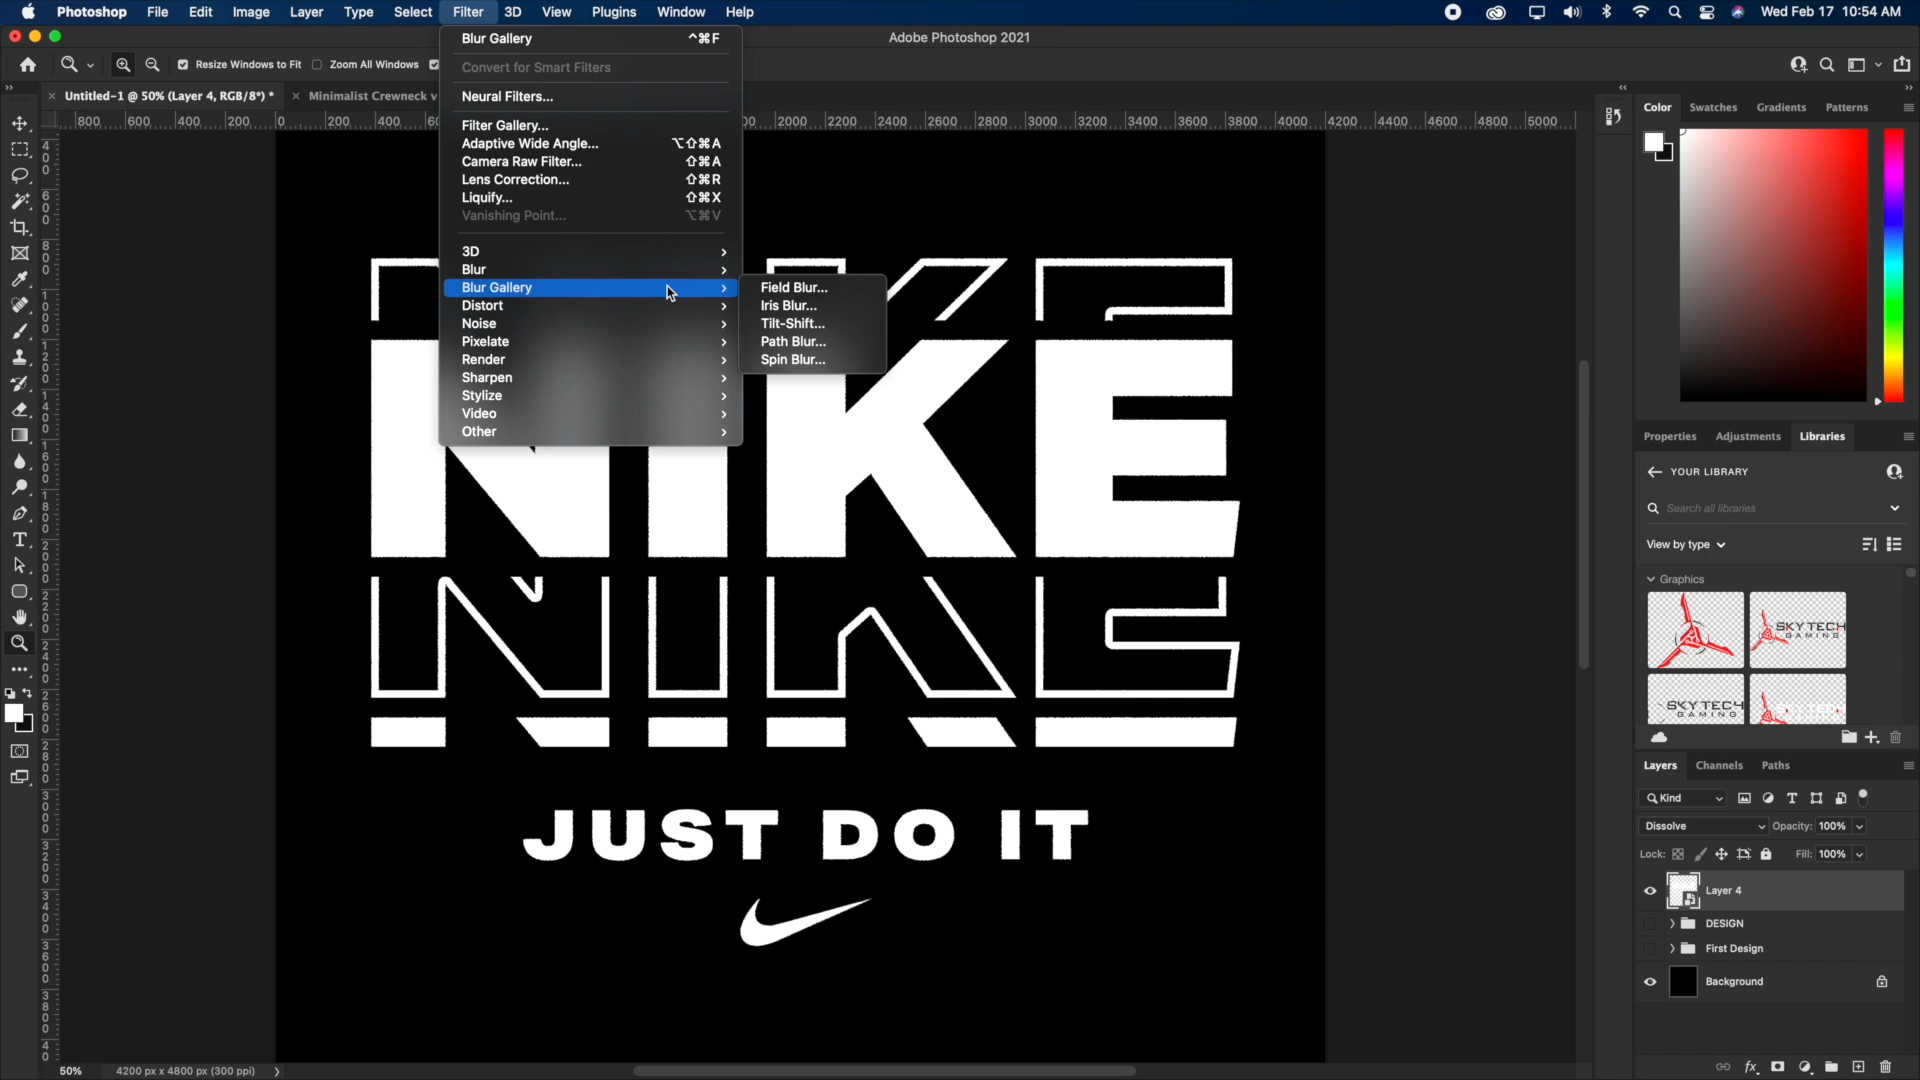 Photoshop File Edit Image Layer Type Select Filter 3D View Plugins Window Help Wed Feb 17 10:54 AM
Adobe Photoshop 2021
Resize Windows to Fit Zoom All Windows
Untitled-1 @ 50% (Layer 4, RGB/8*) * Minimalist Crewneck v
800 600 400 200 0 200 400 2000 2200 2400 2600 2800 3000 3200 3400 3600 3800 4000 4200 4400 4600 4800 5000
Blur Gallery ^⌘F
Convert for Smart Filters
Neural Filters...
Filter Gallery...
Adaptive Wide Angle... ⌥⇧⌘A
Camera Raw Filter... ⇧⌘A
Lens Correction... ⇧⌘R
Liquify... ⇧⌘X
Vanishing Point... ⌥⌘V
3D
Blur
Blur Gallery
Distort
Noise
Pixelate
Render
Sharpen
Stylize
Video
Other
Field Blur...
Iris Blur...
Tilt-Shift...
Path Blur...
Spin Blur...
NIKE
NIKE
JUST DO IT
Color Swatches Gradients Patterns
Properties Adjustments Libraries
YOUR LIBRARY
Search all libraries
View by type
Graphics
SKYTECH
GAMING
SKYTECH
GAMING
SKYTECH
Layers Channels Paths
Kind
Dissolve Opacity: 100%
Lock: Fill: 100%
Layer 4
DESIGN
First Design
Background
50% 4200 px x 4800 px (300 ppi)